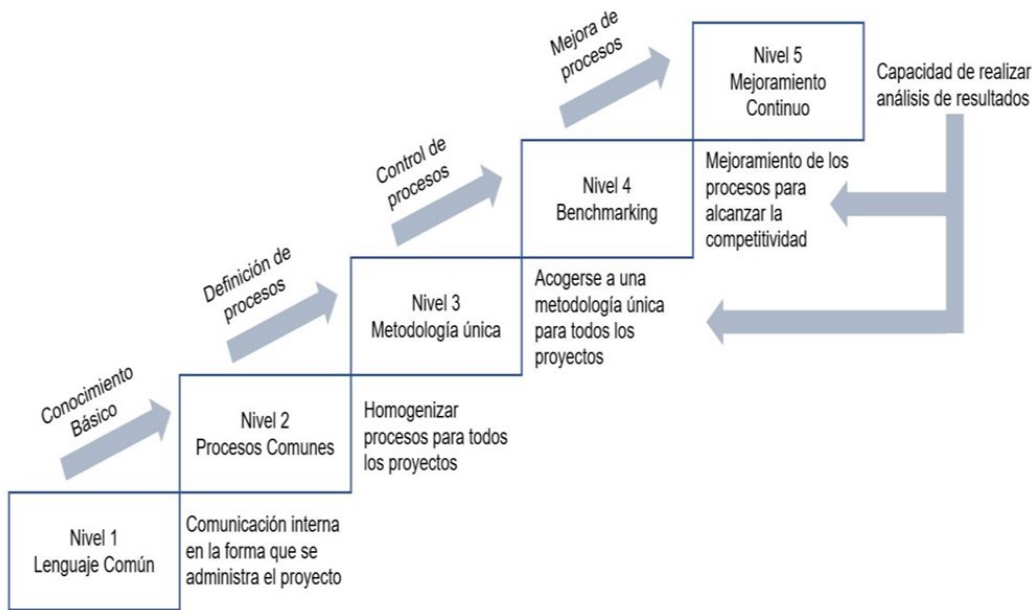 Mejora de
procesos
Nivel 5
Mejoramiento
Continuo
Capacidad de realizar
análisis de resultados
Control de
procesos
Nivel 4
Benchmarking
Mejoramiento de los
procesos para
alcanzar la
competitividad
Definición de
procesos
Nivel 3
Metodología única
Acogerse a una
metodología única
para todos los
proyectos
Conocimiento
Básico
Nivel 2
Procesos Comunes
Homogenizar
procesos para todos
los proyectos
Nivel 1
Lenguaje Común
Comunicación interna
en la forma que se
administra el proyecto